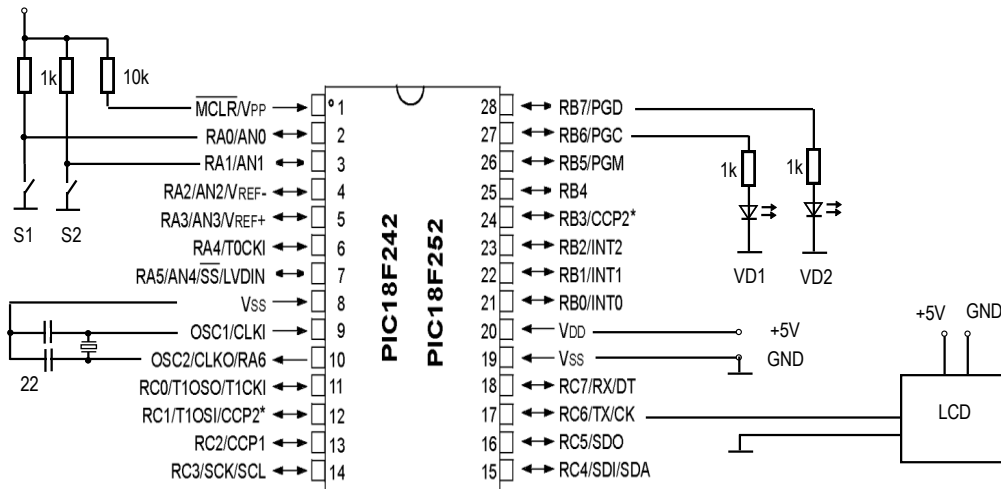 1k
10k
MCLR/VPP
1
RA0/AN0
2
RA1/AN1
3
RA2/AN2/VREF-
4
RA3/AN3/VREF+
5
RA4/T0CKI
6
RA5/AN4/SS/LVDIN
7
VSS
8
OSC1/CLKI
9
OSC2/CLKO/RA6
10
RC0/T1OSO/T1CKI
11
RC1/T1OSI/CCP2*
12
RC2/CCP1
13
RC3/SCK/SCL
14
S1 S2
22
PIC18F242
PIC18F252
28 RB7/PGD
27 RB6/PGC
26 RB5/PGM
25 RB4
24 RB3/CCP2*
23 RB2/INT2
22 RB1/INT1
21 RB0/INT0
20 VDD
19 VSS
18 RC7/RX/DT
17 RC6/TX/CK
16 RC5/SDO
15 RC4/SDI/SDA
1k
1k
VD1 VD2
+5V
GND
+5V GND
LCD